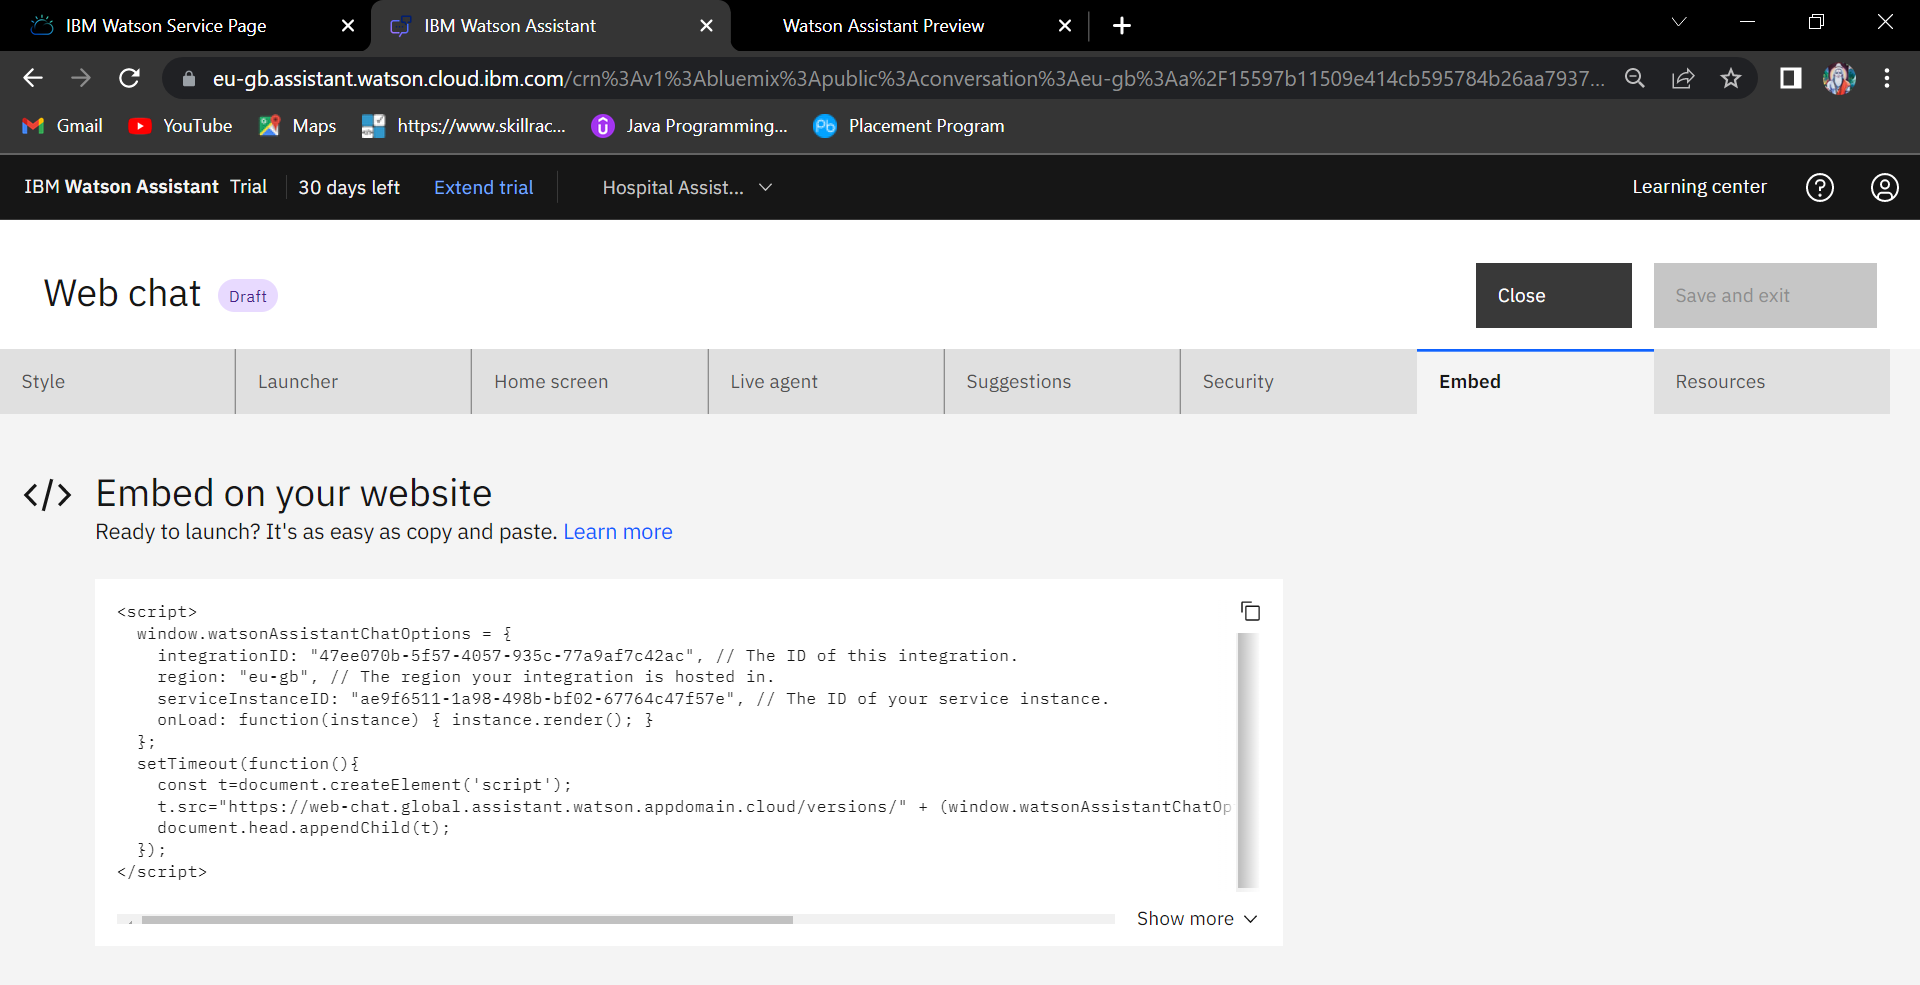 IBM Watson Service Page
IBM Watson Assistant
Watson Assistant Preview
eu-gb.assistant.watson.cloud.ibm.com/crn%3Av1%3Abluemix%3Apublic%3Aconversation%3Aeu-gb%3Aa%2F15597b11509e414cb595784b26aa7937...
Gmail
YouTube
Maps
https://www.skillrac...
Java Programming...
Placement Program
IBM Watson Assistant Trial
30 days left
Extend trial
Hospital Assist...
Learning center
Web chat
Draft
Close
Save and exit
Style
Launcher
Home screen
Live agent
Suggestions
Security
Embed
Resources
</> Embed on your website
Ready to launch? It's as easy as copy and paste. Learn more
<script>
window.watsonAssistantChatOptions = {
integrationID: "47ee070b-5f57-4057-935c-77a9af7c42ac", // The ID of this integration.
region: "eu-gb", // The region your integration is hosted in.
serviceInstanceID: "ae9f6511-1a98-498b-bf02-67764c47f57e", // The ID of your service instance.
onLoad: function(instance) { instance.render(); }
};
setTimeout(function(){
const t=document.createElement('script');
t.src="https://web-chat.global.assistant.watson.appdomain.cloud/versions/" + (window.watsonAssistantChatOp
document.head.appendChild(t);
});
</script>
Show more